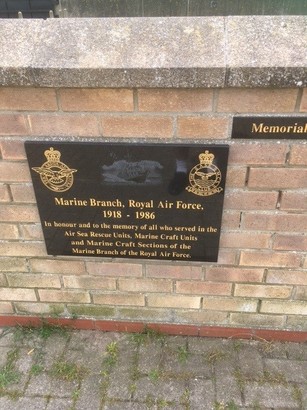 Marine Branch, Royal Air Force,
1918 - 1986
In honour and to the memory of all who served in the
Air Sea Rescue Units, Marine Craft Units
and Marine Craft Sections of the
Marine Branch of the Royal Air Force.
Memorial